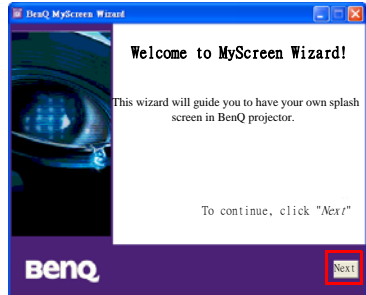 BenQ MyScreen Wizard
Welcome to MyScreen Wizard!
This wizard will guide you to have your own splash
screen in BenQ projector.
To continue, click "Next"
BenQ
Next